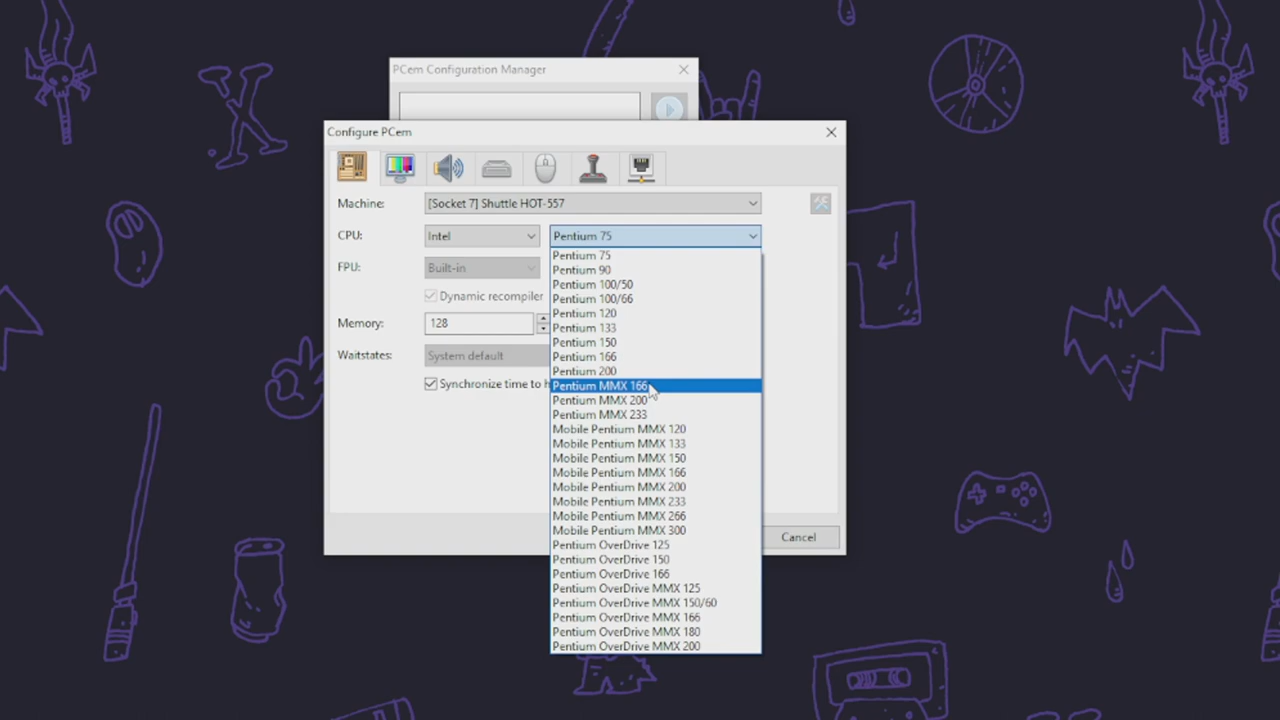 PCem Configuration Manager
Configure PCem
Machine:
[Socket 7] Shuttle HOT-557
CPU:
Intel
Pentium 75
FPU:
Built-in
Dynamic recompiler
Memory:
128
Waitstates:
System default
Synchronize time to h
Pentium 75
Pentium 90
Pentium 100/50
Pentium 100/66
Pentium 120
Pentium 133
Pentium 150
Pentium 166
Pentium 200
Pentium MMX 166
Pentium MMX 200
Pentium MMX 233
Mobile Pentium MMX 120
Mobile Pentium MMX 133
Mobile Pentium MMX 150
Mobile Pentium MMX 166
Mobile Pentium MMX 200
Mobile Pentium MMX 233
Mobile Pentium MMX 266
Mobile Pentium MMX 300
Pentium OverDrive 125
Pentium OverDrive 150
Pentium OverDrive 166
Pentium OverDrive MMX 125
Pentium OverDrive MMX 150/60
Pentium OverDrive MMX 166
Pentium OverDrive MMX 180
Pentium OverDrive MMX 200
Cancel